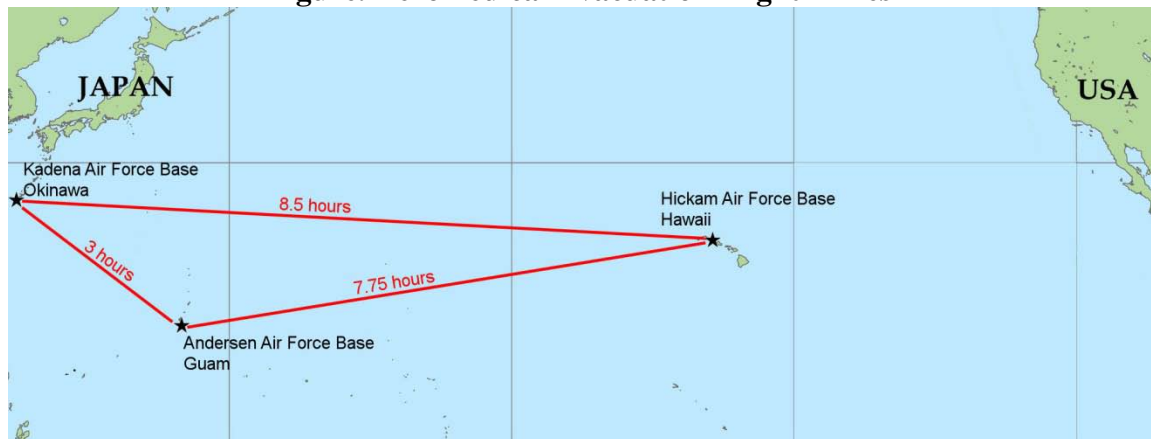 JAPAN
USA
Kadena Air Force Base
Okinawa
8.5 hours
Hickam Air Force Base
Hawaii
3 hours
7.75 hours
Andersen Air Force Base
Guam